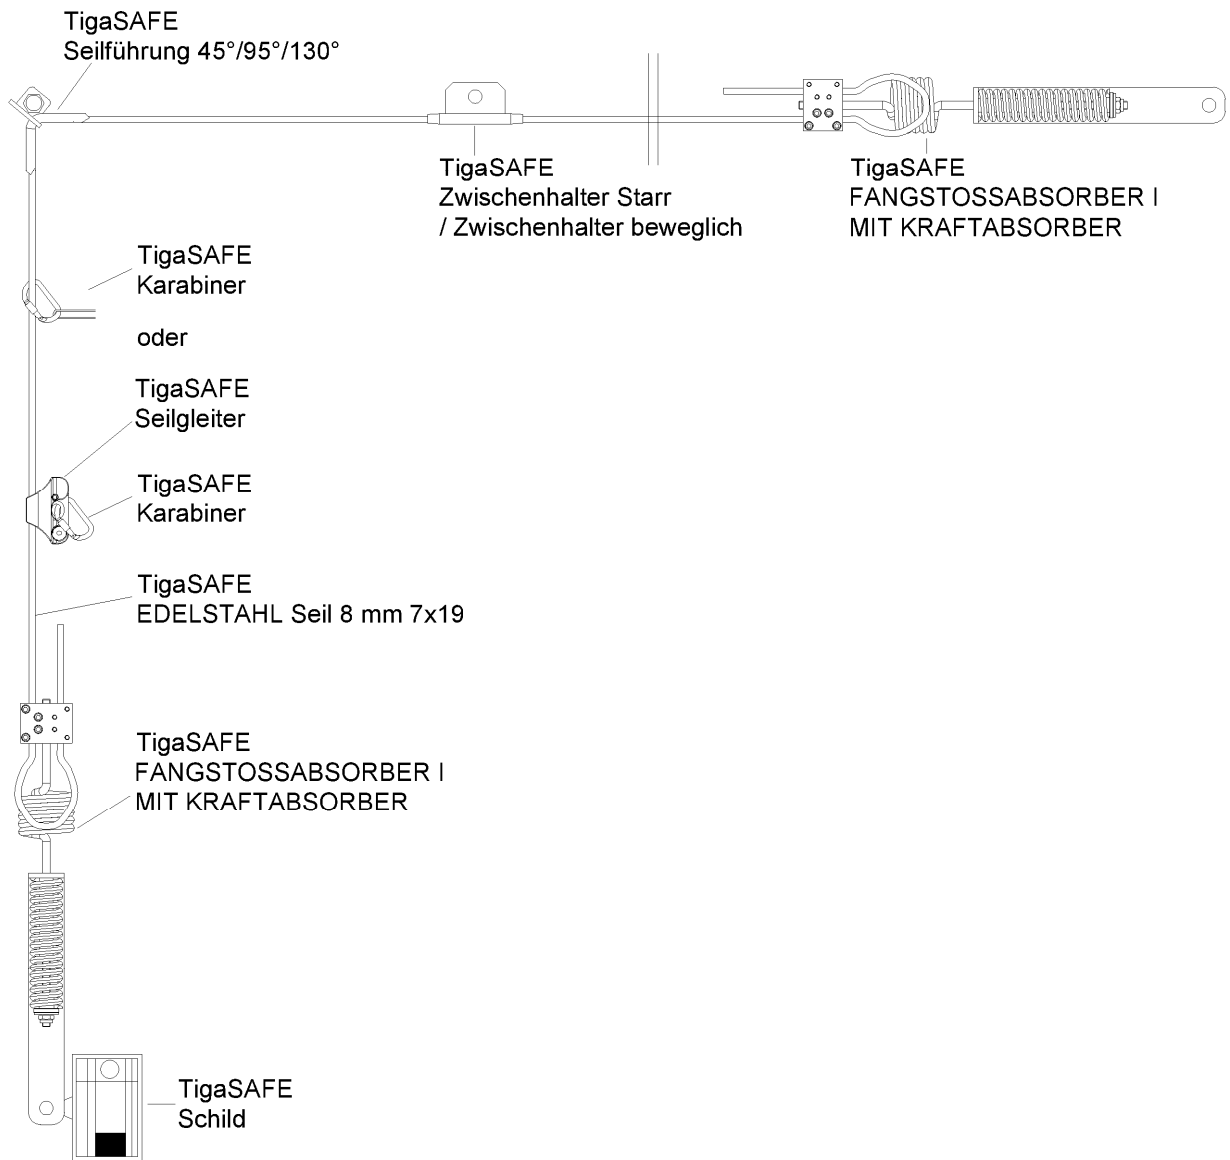 TigaSAFE
Seilführung 45°/95°/130°
TigaSAFE
Zwischenhalter Starr
/ Zwischenhalter beweglich
TigaSAFE
FANGSTOSSABSORBER I
MIT KRAFTABSORBER
TigaSAFE
Karabiner
oder
TigaSAFE
Seilgleiter
TigaSAFE
Karabiner
TigaSAFE
EDELSTAHL Seil 8 mm 7x19
TigaSAFE
FANGSTOSSABSORBER I
MIT KRAFTABSORBER
TigaSAFE
Schild